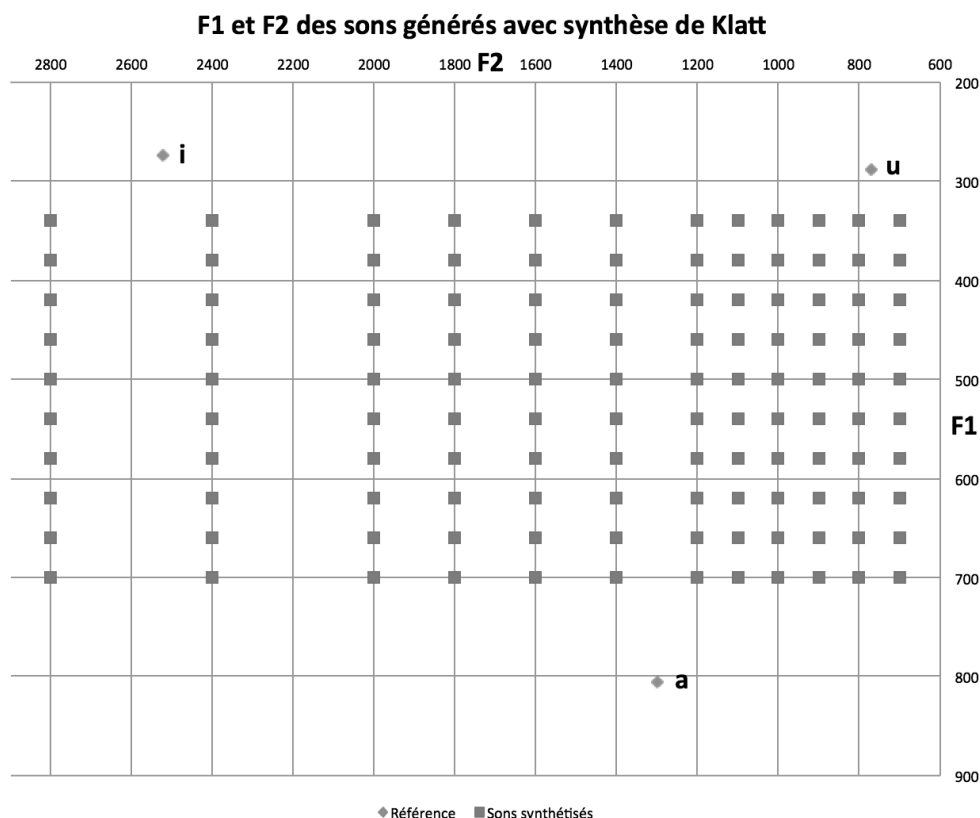 F1 et F2 des sons générés avec synthèse de Klatt
2800 2600 2400 2200 2000 1800 F2 1600 1400 1200 1000 800 600
200
i
u
300
400
500
F1
600
700
800
a
900
Référence Sons synthétisés